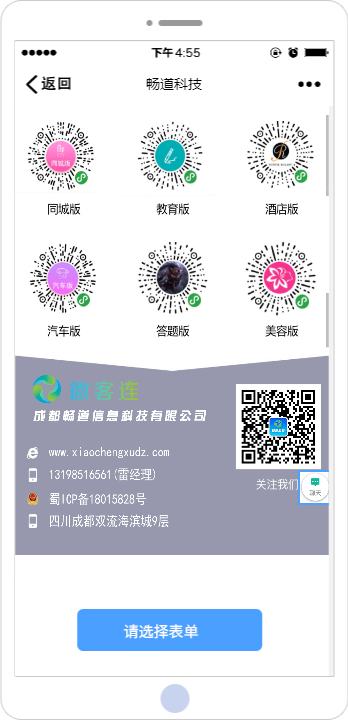 下午 4:55
返回
畅道科技
同城版
教育版
酒店版
汽车版
答题版
美容版
微客连
成都畅道信息科技有限公司
www.xiaochengxudz.com
13198516561(雷经理)
蜀ICP备18015828号
四川成都双流海滨城9层
关注我们
聊天
请选择表单